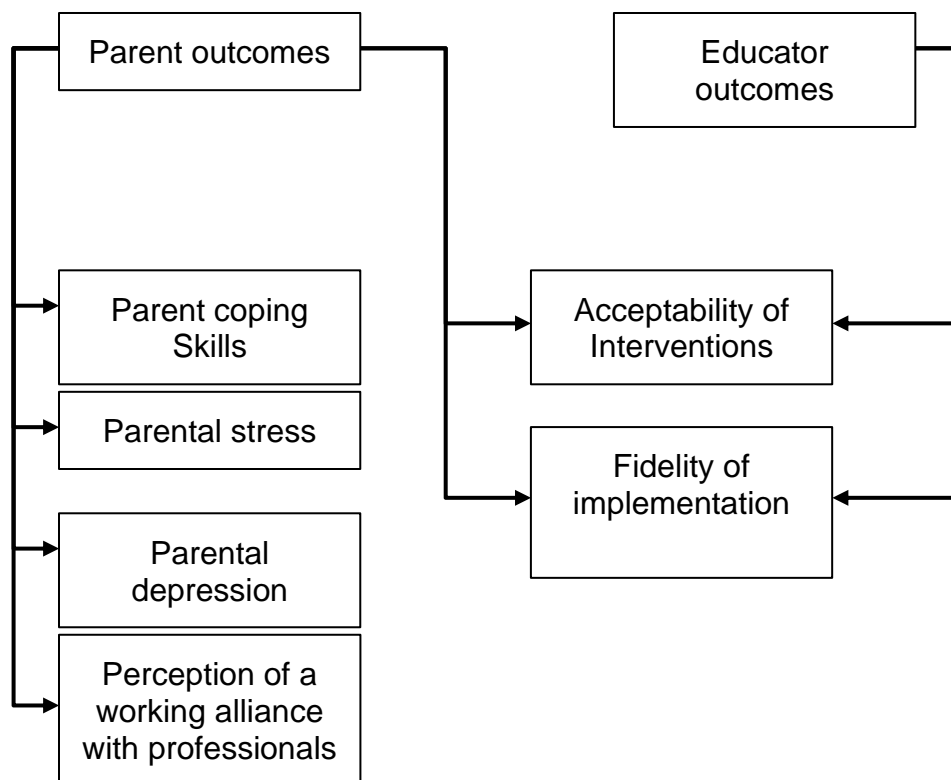 Parent outcomes
Educator
outcomes
Parent coping
Skills
Acceptability of
Interventions
Parental stress
Fidelity of
implementation
Parental
depression
Perception of a
working alliance
with professionals